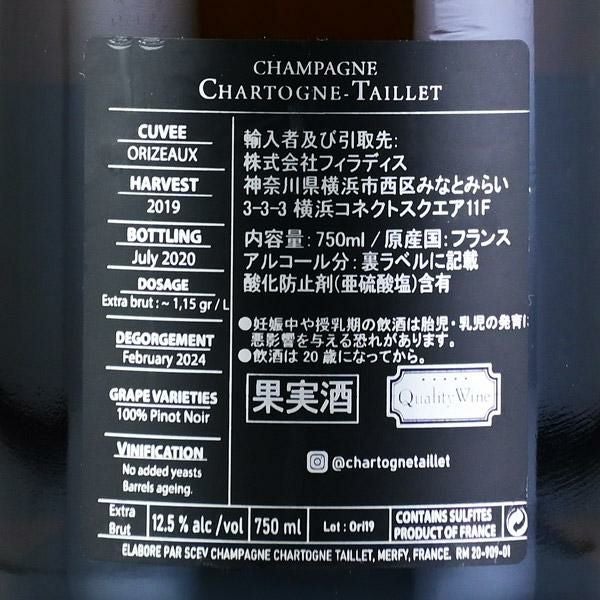 CHAMPAGNE
CHARTOGNE-TAILLET
CUVEE
ORIZEAUX
HARVEST
2019
BOTTLING
July 2020
DOSAGE
Extra brut : ~ 1,15 gr / L
DEGORGEMENT
February 2024
GRAPE VARIETIES
100% Pinot Noir
VINIFICATION
No added yeasts
Barrels ageing.
輸入者及び引取先:
株式会社フィラディス
神奈川県横浜市西区みなとみらい
3-3-3 横浜コネクトスクエア11F
内容量:750ml / 原産国:フランス
アルコール分:裏ラベルに記載
酸化防止剤(亜硫酸塩)含有
●妊娠中や授乳期の飲酒は胎児・乳児の発育に
悪影響を与える恐れがあります。
●飲酒は20歳になってから。
果実酒
Quality Wine
@chartognetaillet
Extra
Brut
12.5 % alc /vol
750 ml
Lot : Ori19
CONTAINS SULFITES
PRODUCT OF FRANCE
ÉLABORE PAR SCEV CHAMPAGNE CHARTOGNE TAILLET, MERFY, FRANCE. RM 20-909-01